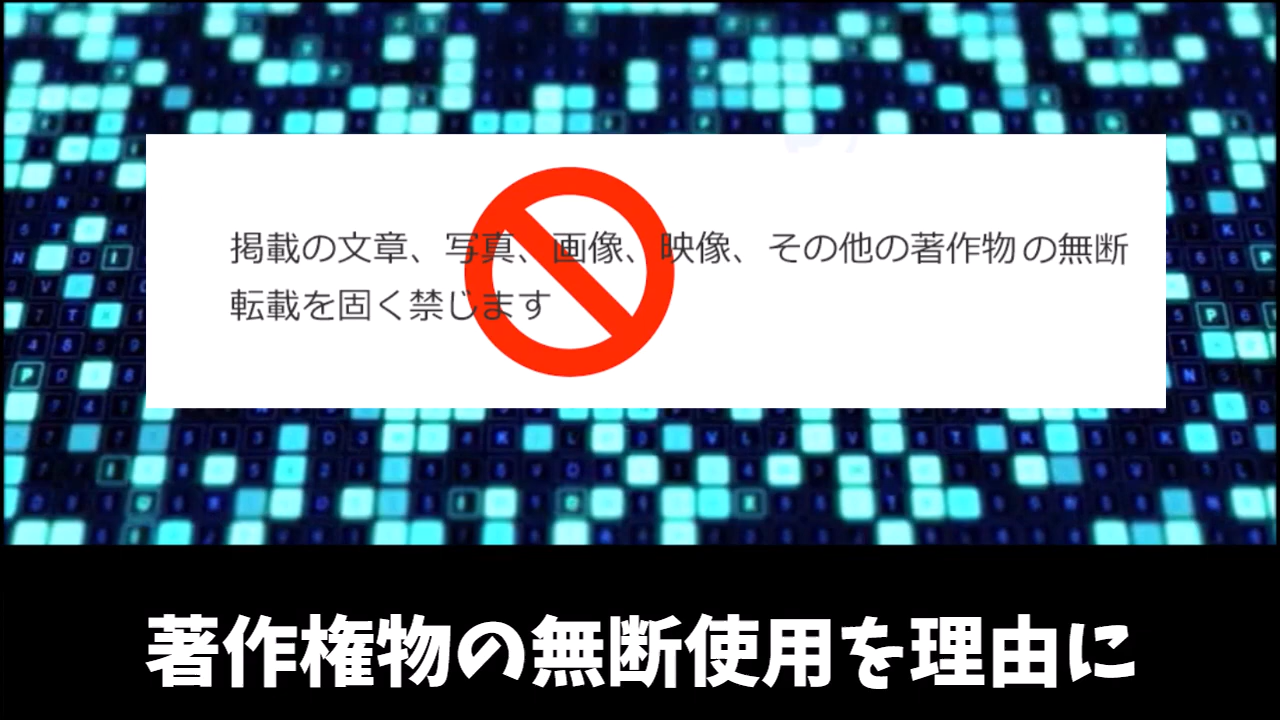 掲載の文章、写真、画像、映像、その他の著作物の無断
転載を固く禁じます
著作権物の無断使用を理由に